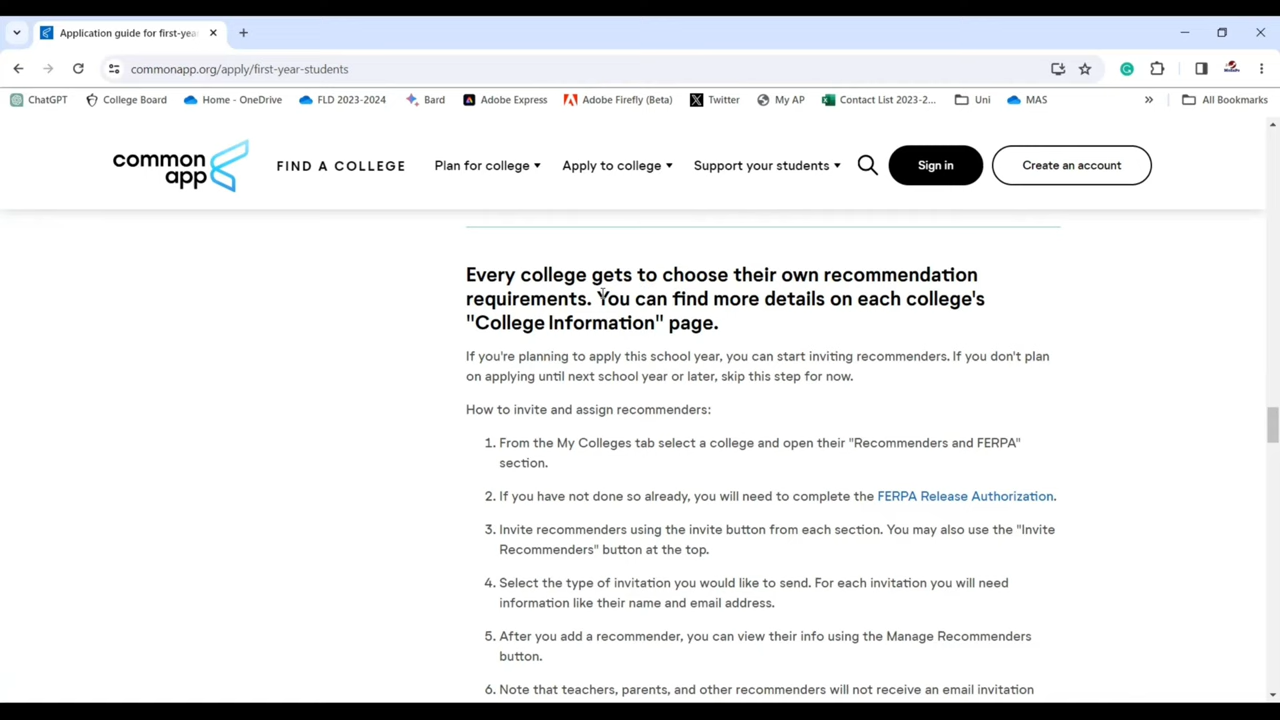 Application guide for first-yea
commonapp.org/apply/first-year-students
ChatGPT College Board Home - OneDrive FLD 2023-2024 Bard Adobe Express Adobe Firefly (Beta) Twitter My AP Contact List 2023-2... Uni MAS » All Bookmarks
common app FIND A COLLEGE Plan for college Apply to college Support your students Sign in Create an account
Every college gets to choose their own recommendation
requirements. You can find more details on each college's
"College Information" page.
If you're planning to apply this school year, you can start inviting recommenders. If you don't plan
on applying until next school year or later, skip this step for now.
How to invite and assign recommenders:
1. From the My Colleges tab select a college and open their "Recommenders and FERPA"
section.
2. If you have not done so already, you will need to complete the FERPA Release Authorization.
3. Invite recommenders using the invite button from each section. You may also use the "Invite
Recommenders" button at the top.
4. Select the type of invitation you would like to send. For each invitation you will need
information like their name and email address.
5. After you add a recommender, you can view their info using the Manage Recommenders
button.
6. Note that teachers, parents, and other recommenders will not receive an email invitation